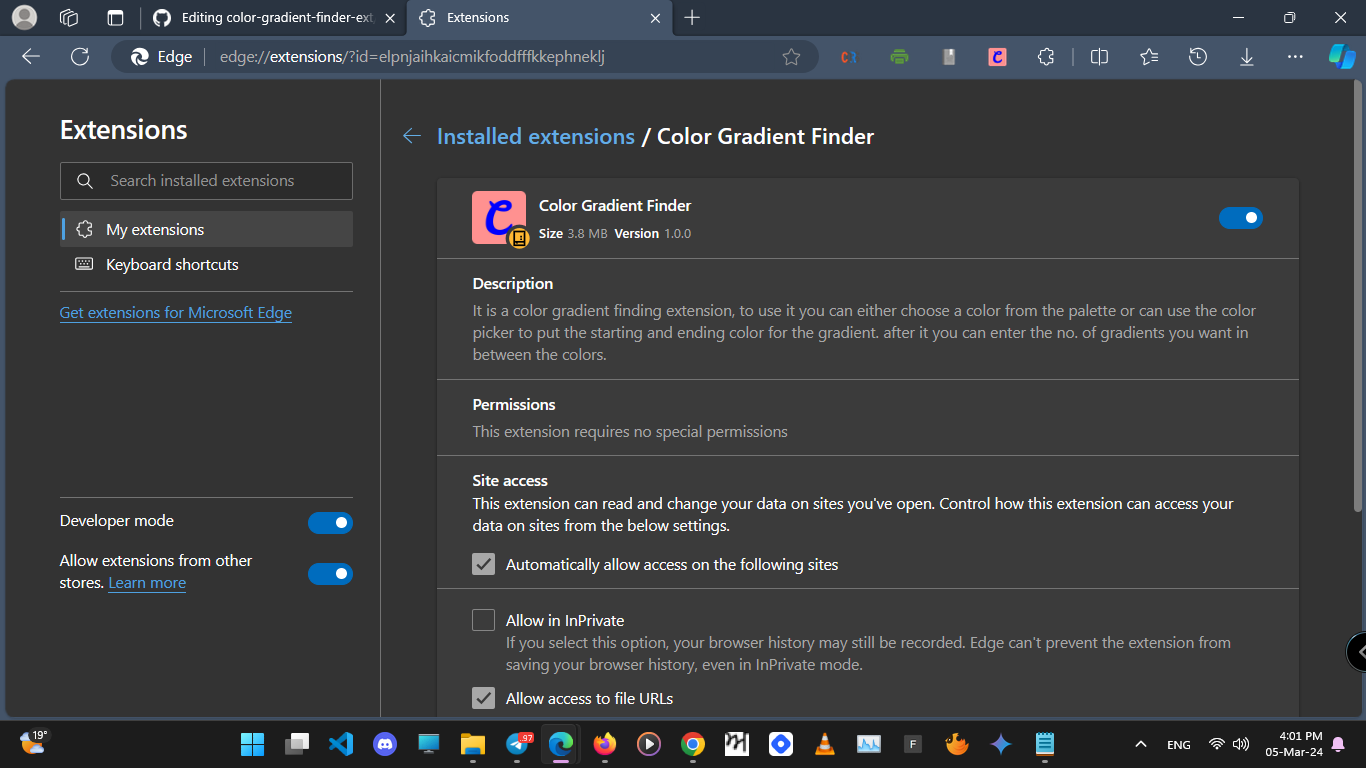 Editing color-gradient-finder-ext
Extensions
Edge
edge://extensions/?id=elpnjaihkaicmikfoddfffkkephneklj
Extensions
Search installed extensions
My extensions
Keyboard shortcuts
Get extensions for Microsoft Edge
Developer mode
Allow extensions from other
stores. Learn more
Installed extensions / Color Gradient Finder
Color Gradient Finder
Size 3.8 MB Version 1.0.0
Description
It is a color gradient finding extension, to use it you can either choose a color from the palette or can use the color
picker to put the starting and ending color for the gradient. after it you can enter the no. of gradients you want in
between the colors.
Permissions
This extension requires no special permissions
Site access
This extension can read and change your data on sites you've open. Control how this extension can access your
data on sites from the below settings.
Automatically allow access on the following sites
Allow in InPrivate
If you select this option, your browser history may still be recorded. Edge can't prevent the extension from
saving your browser history, even in InPrivate mode.
Allow access to file URLs
19°
97
F
ENG
4:01 PM
05-Mar-24